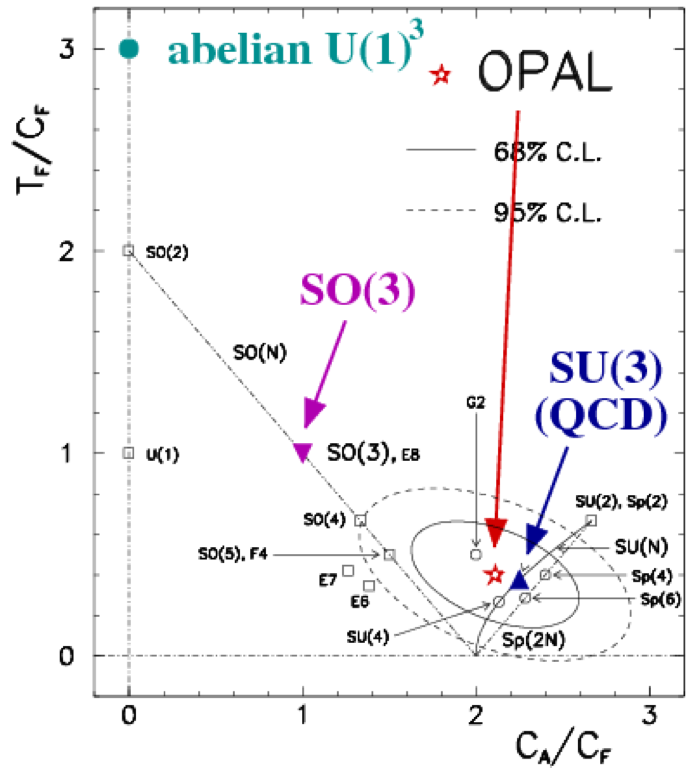 3
abelian U(1)³
OPAL
T_F/C_F
68% C.L.
95% C.L.
2
SO(2)
SO(3)
SO(N)
SU(3)
(QCD)
G2
1
U(1)
SO(3), E8
SO(4)
SU(2), Sp(2)
SO(5), F4
SU(N)
E7
Sp(4)
E6
Sp(6)
SU(4)
Sp(2N)
0
0
1
2
3
C_A/C_F